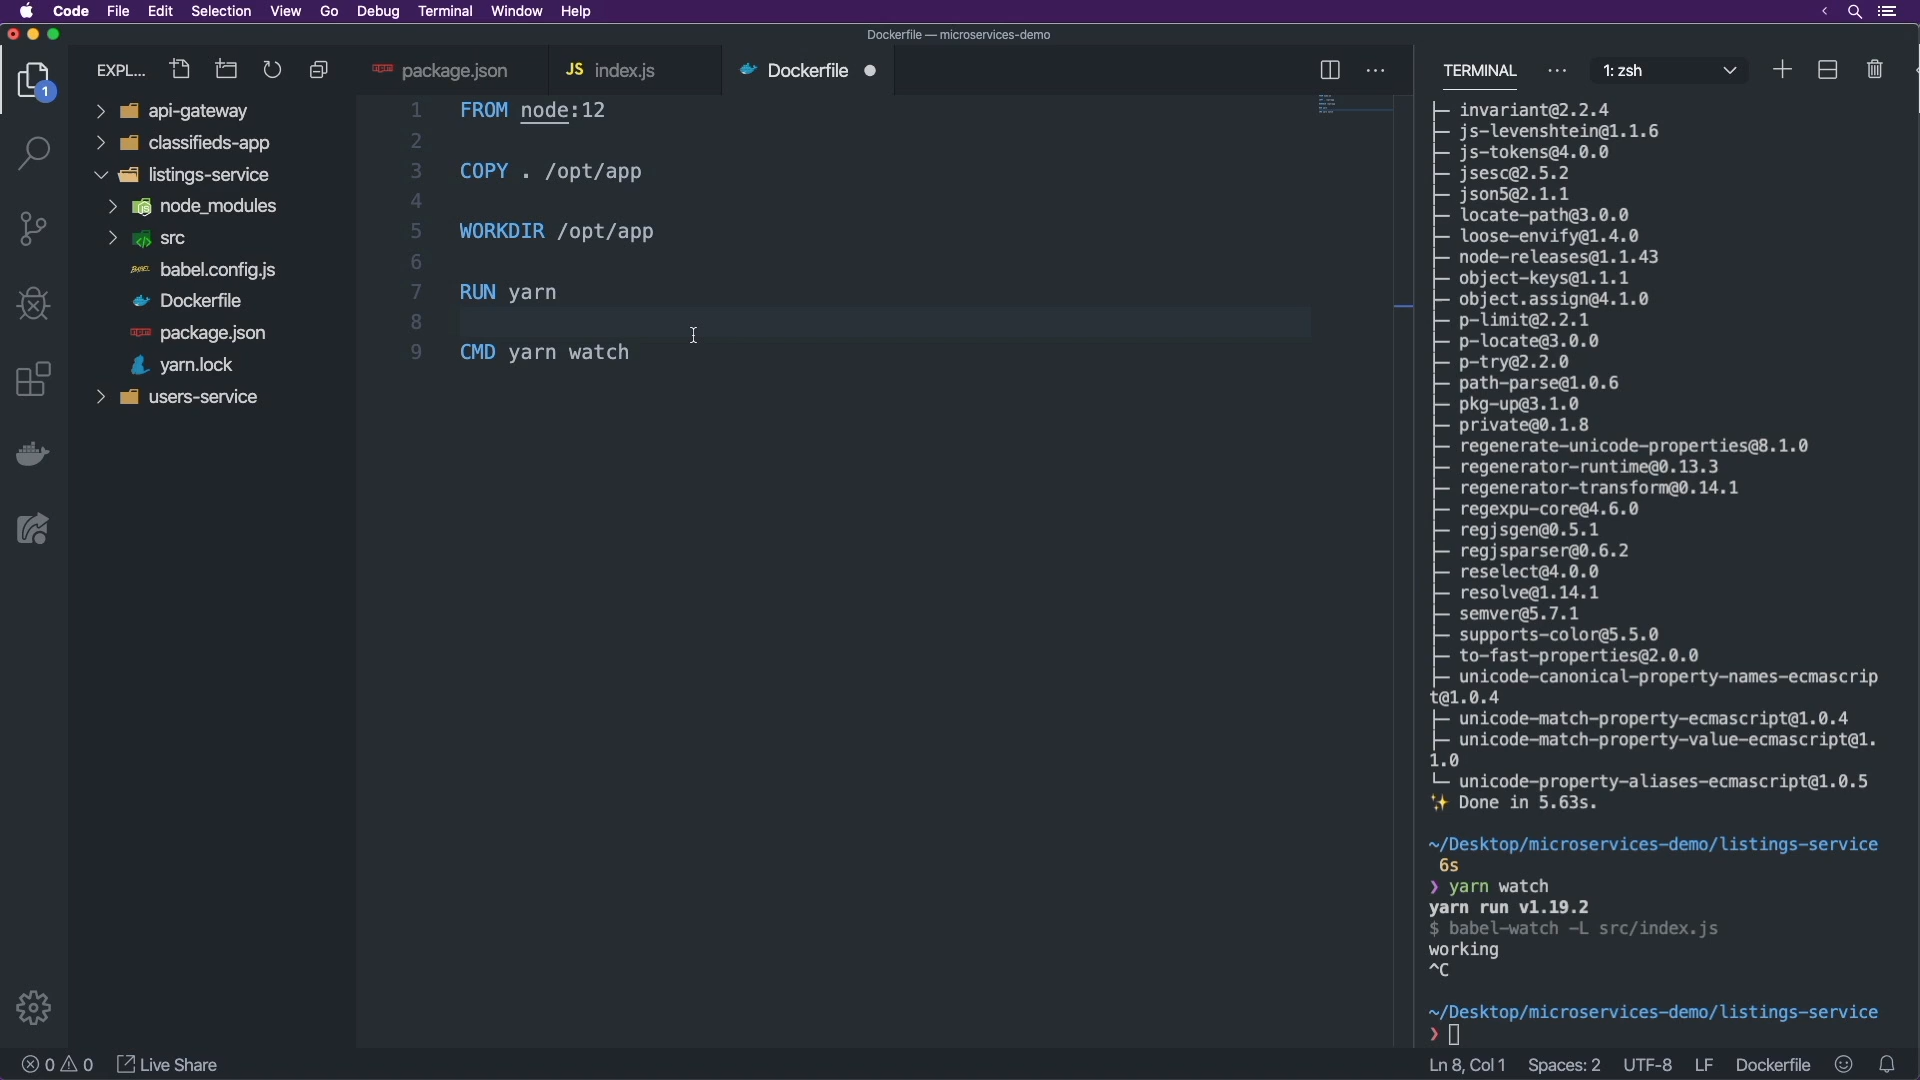 Code File Edit Selection View Go Debug Terminal Window Help
Dockerfile — microservices-demo
EXPL...
1
api-gateway
classifieds-app
listings-service
node_modules
src
babel.config.js
Dockerfile
package.json
yarn.lock
users-service
package.json
JS index.js
Dockerfile
1 FROM node:12
2
3 COPY . /opt/app
4
5 WORKDIR /opt/app
6
7 RUN yarn
8
9 CMD yarn watch
TERMINAL ... 1: zsh
├─ invariant@2.2.4
├─ js-levenshtein@1.1.6
├─ js-tokens@4.0.0
├─ jsesc@2.5.2
├─ json5@2.1.1
├─ locate-path@3.0.0
├─ loose-envify@1.4.0
├─ node-releases@1.1.43
├─ object-keys@1.1.1
├─ object.assign@4.1.0
├─ p-limit@2.2.1
├─ p-locate@3.0.0
├─ p-try@2.2.0
├─ path-parse@1.0.6
├─ pkg-up@3.1.0
├─ private@0.1.8
├─ regenerate-unicode-properties@8.1.0
├─ regenerator-runtime@0.13.3
├─ regenerator-transform@0.14.1
├─ regexpu-core@4.6.0
├─ regjsgen@0.5.1
├─ regjsparser@0.6.2
├─ reselect@4.0.0
├─ resolve@1.14.1
├─ semver@5.7.1
├─ supports-color@5.5.0
├─ to-fast-properties@2.0.0
├─ unicode-canonical-property-names-ecmascrip
t@1.0.4
├─ unicode-match-property-ecmascript@1.0.4
├─ unicode-match-property-value-ecmascript@1.
1.0
└─ unicode-property-aliases-ecmascript@1.0.5
✨ Done in 5.63s.
~/Desktop/microservices-demo/listings-service
6s
❯ yarn watch
yarn run v1.19.2
$ babel-watch -L src/index.js
working
^C
~/Desktop/microservices-demo/listings-service
❯
0 0 Live Share
Ln 8, Col 1 Spaces: 2 UTF-8 LF Dockerfile